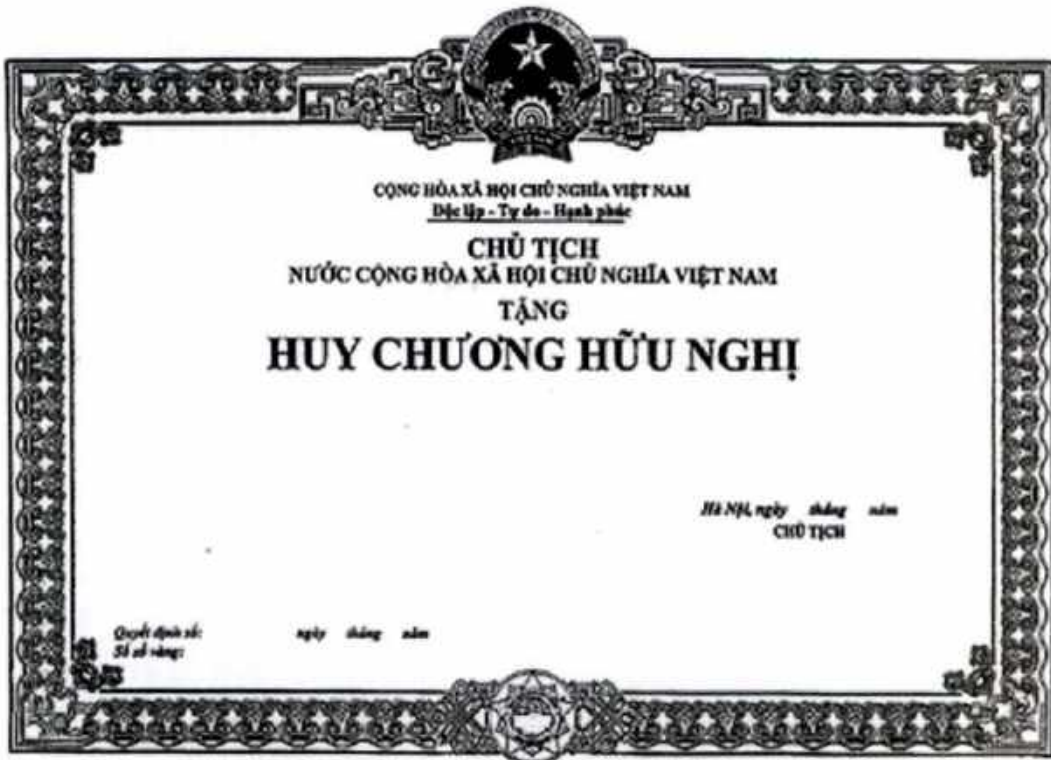 CỘNG HÒA XÃ HỘI CHỦ NGHĨA VIỆT NAM
Độc lập - Tự do - Hạnh phúc
CHỦ TỊCH
NƯỚC CỘNG HÒA XÃ HỘI CHỦ NGHĨA VIỆT NAM
TẶNG
HUY CHƯƠNG HỮU NGHỊ
Hà Nội, ngày tháng năm
CHỦ TỊCH
Quyết định số: ngày tháng năm
Số sổ vàng: